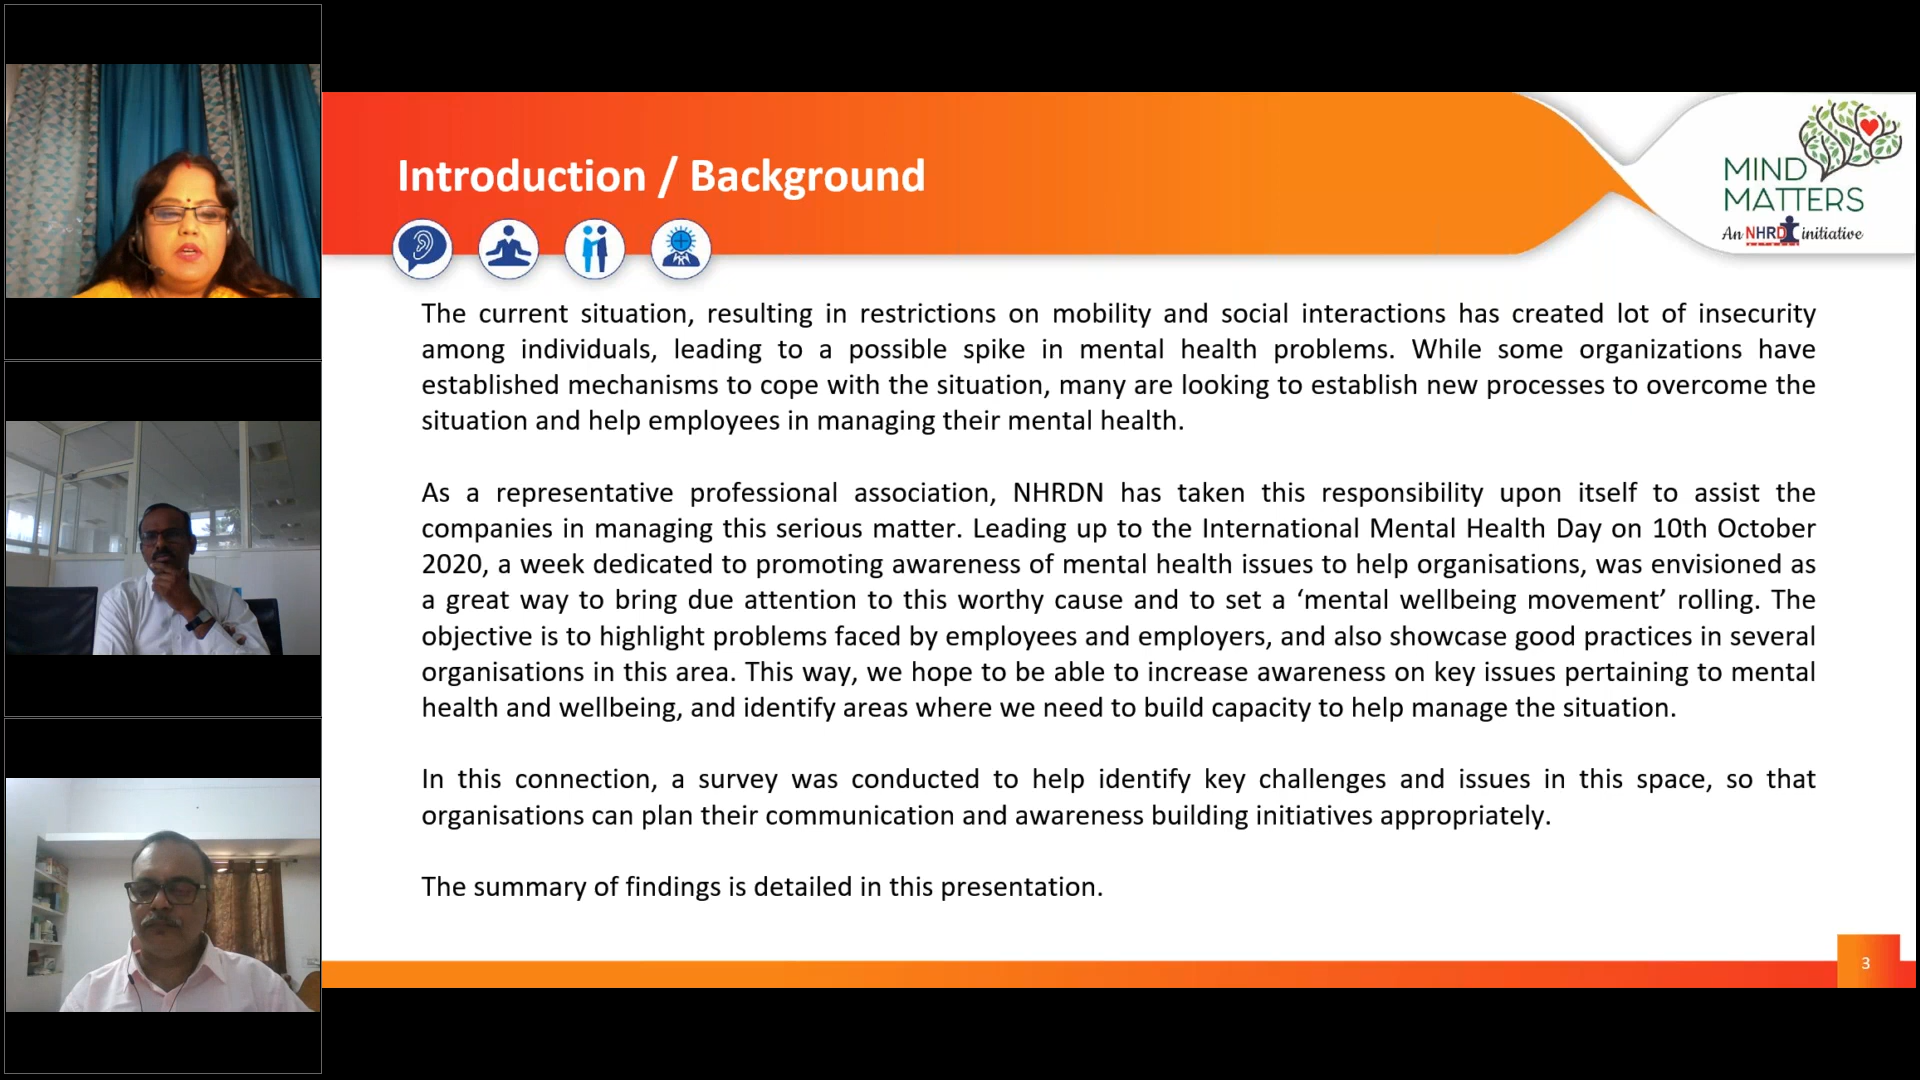 Introduction / Background
MIND
MATTERS
An NHRD initiative
The current situation, resulting in restrictions on mobility and social interactions has created lot of insecurity
among individuals, leading to a possible spike in mental health problems. While some organizations have
established mechanisms to cope with the situation, many are looking to establish new processes to overcome the
situation and help employees in managing their mental health.
As a representative professional association, NHRDN has taken this responsibility upon itself to assist the
companies in managing this serious matter. Leading up to the International Mental Health Day on 10th October
2020, a week dedicated to promoting awareness of mental health issues to help organisations, was envisioned as
a great way to bring due attention to this worthy cause and to set a ‘mental wellbeing movement’ rolling. The
objective is to highlight problems faced by employees and employers, and also showcase good practices in several
organisations in this area. This way, we hope to be able to increase awareness on key issues pertaining to mental
health and wellbeing, and identify areas where we need to build capacity to help manage the situation.
In this connection, a survey was conducted to help identify key challenges and issues in this space, so that
organisations can plan their communication and awareness building initiatives appropriately.
The summary of findings is detailed in this presentation.
3